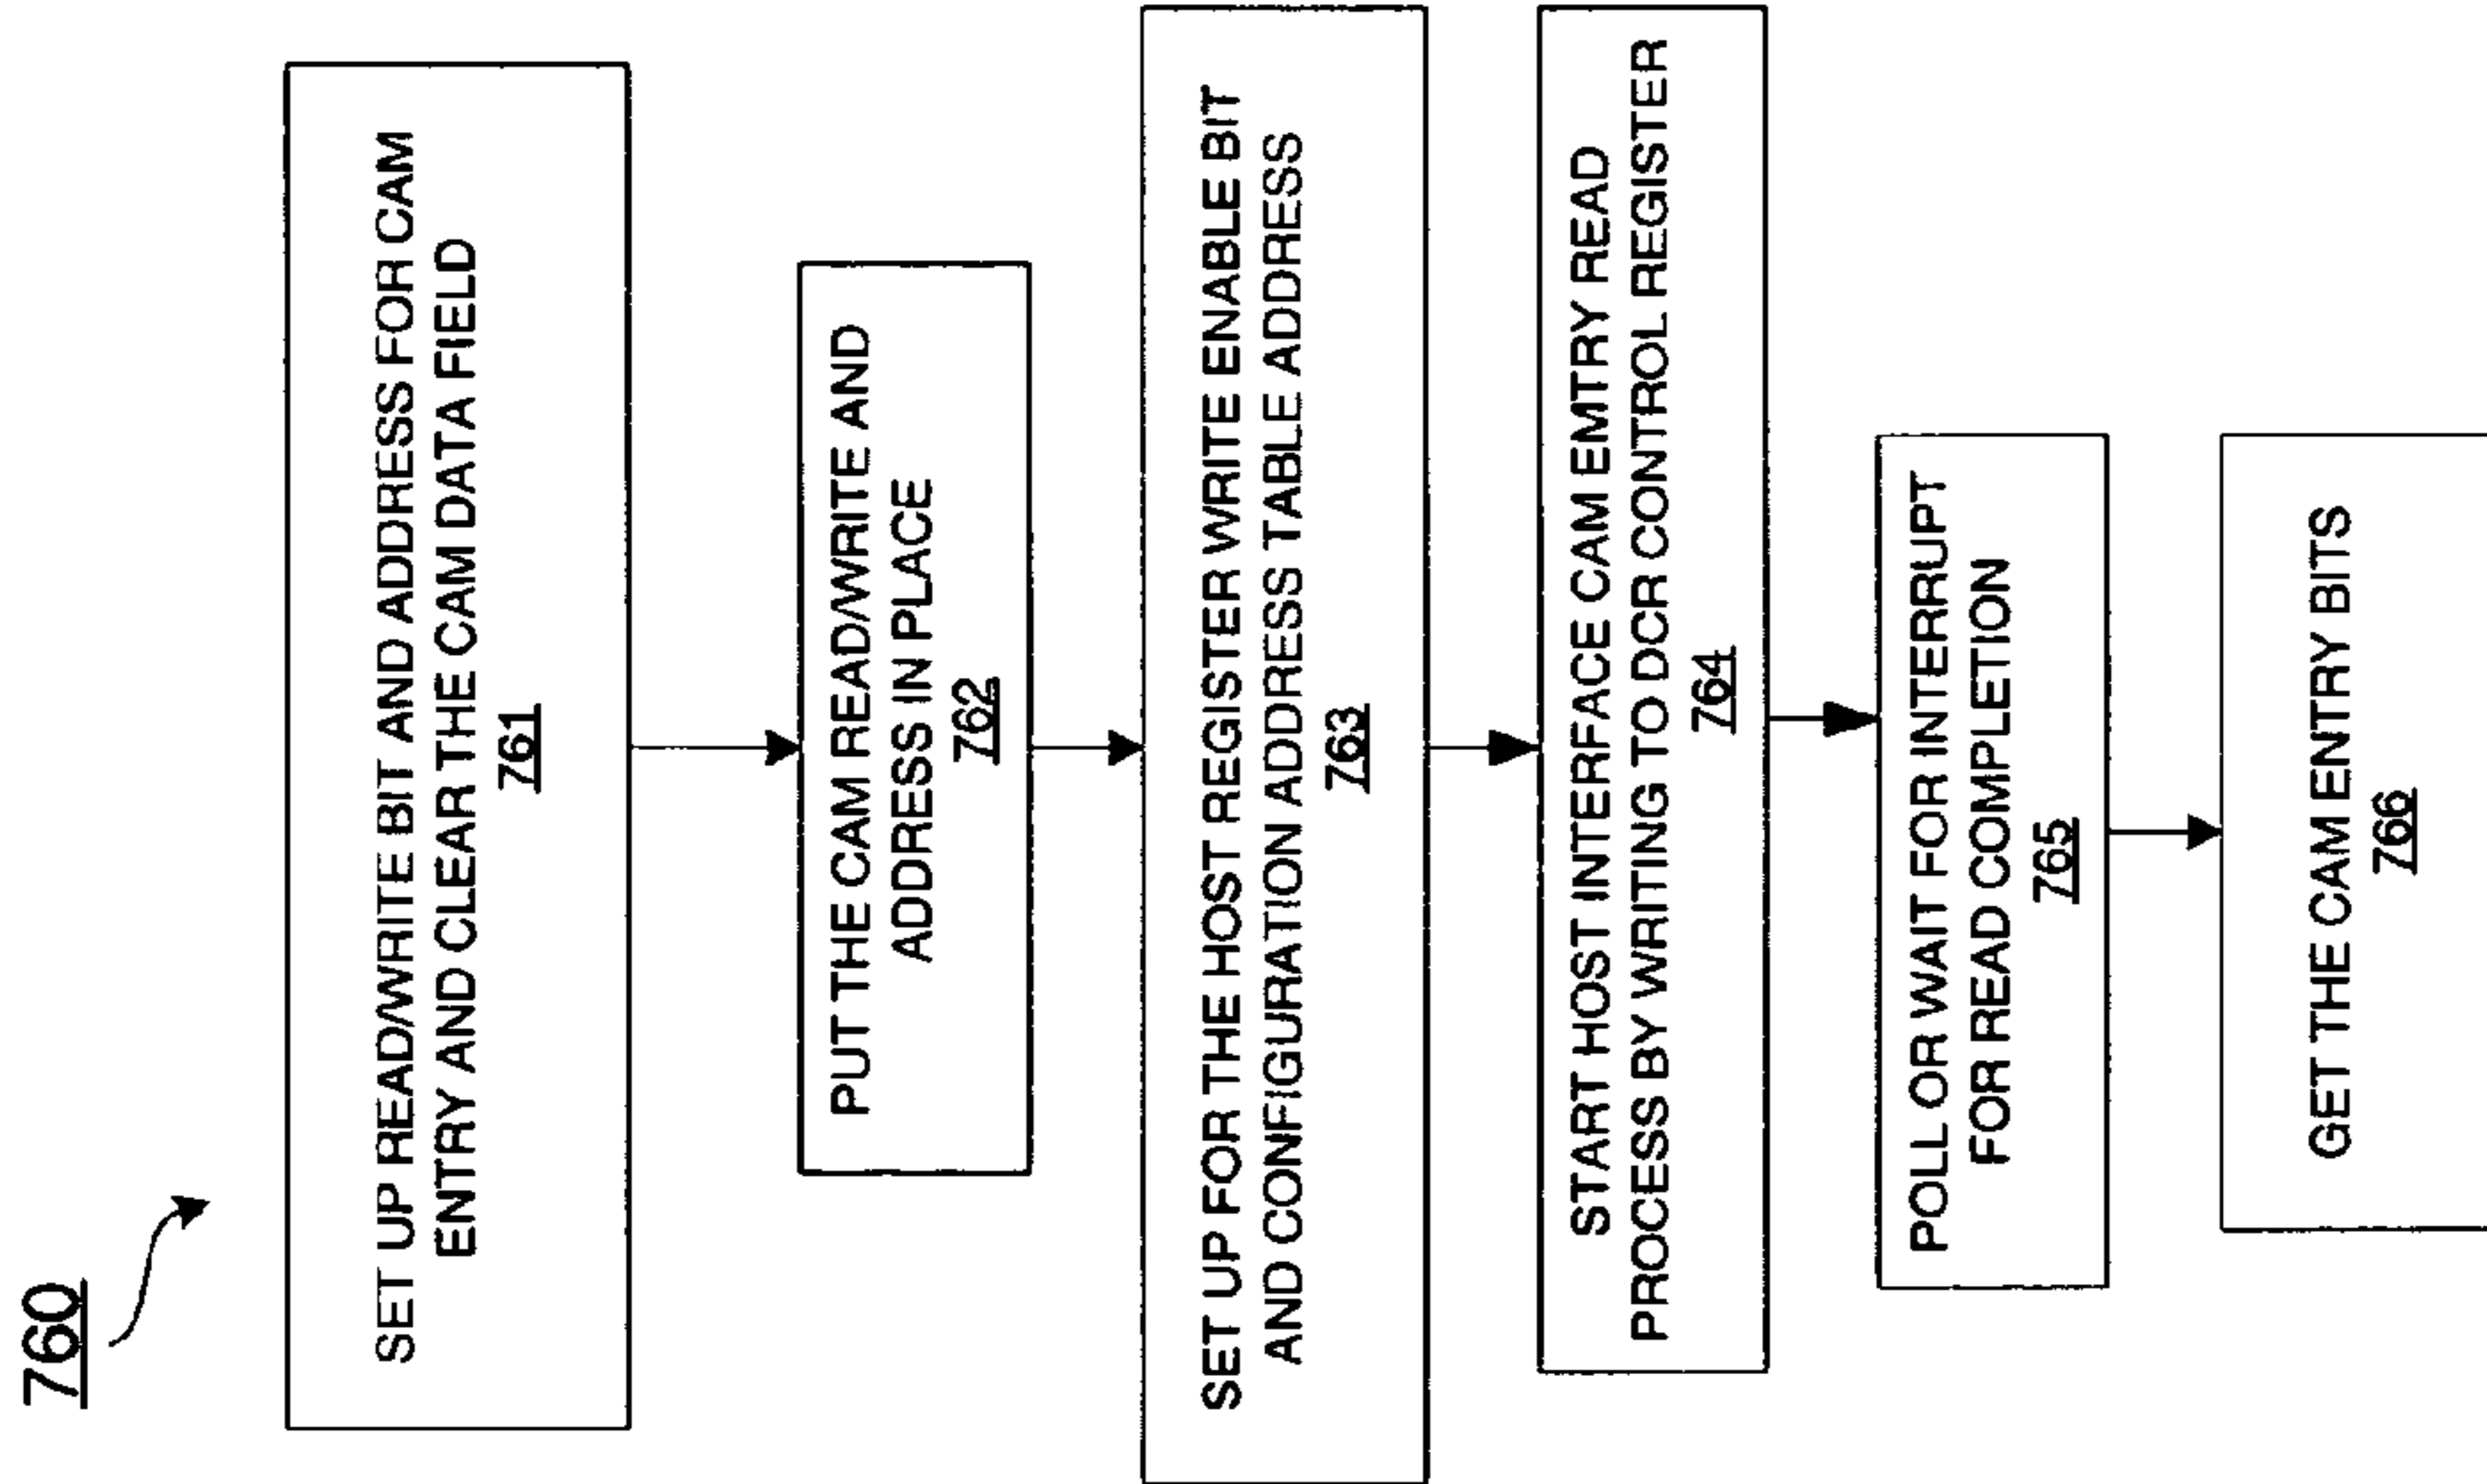 760
SET UP READ/WRITE BIT AND ADDRESS FOR CAM
ENTRY AND CLEAR THE CAM DATA FIELD
761
PUT THE CAM READ/WRITE AND
ADDRESS IN PLACE
762
SET UP FOR THE HOST REGISTER WRITE ENABLE BIT
AND CONFIGURATION ADDRESS TABLE ADDRESS
763
START HOST INTERFACE CAM EMTRY READ
PROCESS BY WRITING TO DCR CONTROL REGISTER
764
POLL OR WAIT FOR INTERRUPT
FOR READ COMPLETION
765
GET THE CAM ENTRY BITS
766